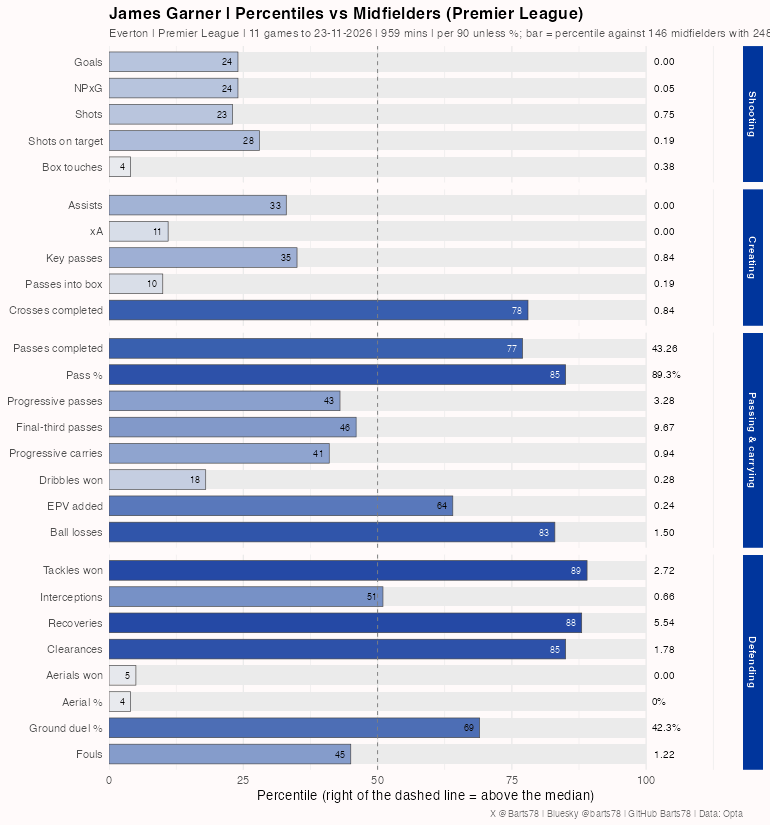 James Garner | Percentiles vs Midfielders (Premier League)
Everton | Premier League | 11 games to 23-11-2026 | 959 mins | per 90 unless %; bar = percentile against 146 midfielders with 248
Goals 24 0.00
NPxG 24 0.05
Shots 23 0.75
Shots on target 28 0.19
Box touches 4 0.38
Shooting
Assists 33 0.00
xA 11 0.00
Key passes 35 0.84
Passes into box 10 0.19
Crosses completed 78 0.84
Creating
Passes completed 77 43.26
Pass % 85 89.3%
Progressive passes 43 3.28
Final-third passes 46 9.67
Progressive carries 41 0.94
Dribbles won 18 0.28
EPV added 64 0.24
Ball losses 83 1.50
Passing & carrying
Tackles won 89 2.72
Interceptions 51 0.66
Recoveries 88 5.54
Clearances 85 1.78
Aerials won 5 0.00
Aerial % 4 0%
Ground duel % 69 42.3%
Fouls 45 1.22
Defending
0 25 50 75 100
Percentile (right of the dashed line = above the median)
X @Barts78 | Bluesky @barts78 | GitHub Barts78 | Data: Opta